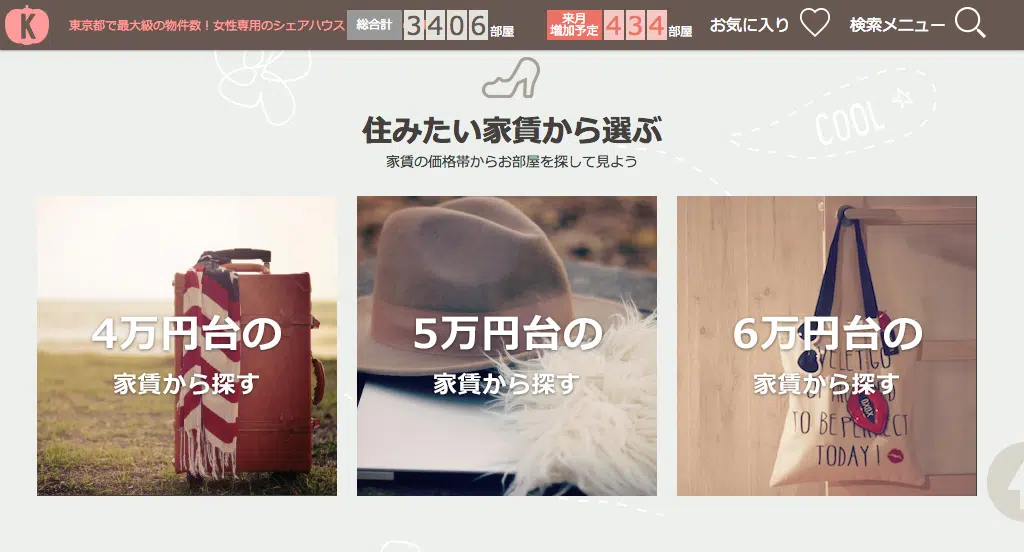 K
東京都で最大級の物件数!女性専用のシェアハウス
総合計 3406 部屋
来月
増加予定 434 部屋
お気に入り
検索メニュー
COOL
住みたい家賃から選ぶ
家賃の価格帯からお部屋を探して見よう
4万円台の
家賃から探す
5万円台の
家賃から探す
6万円台の
家賃から探す
TO BE PERFECT
TODAY!